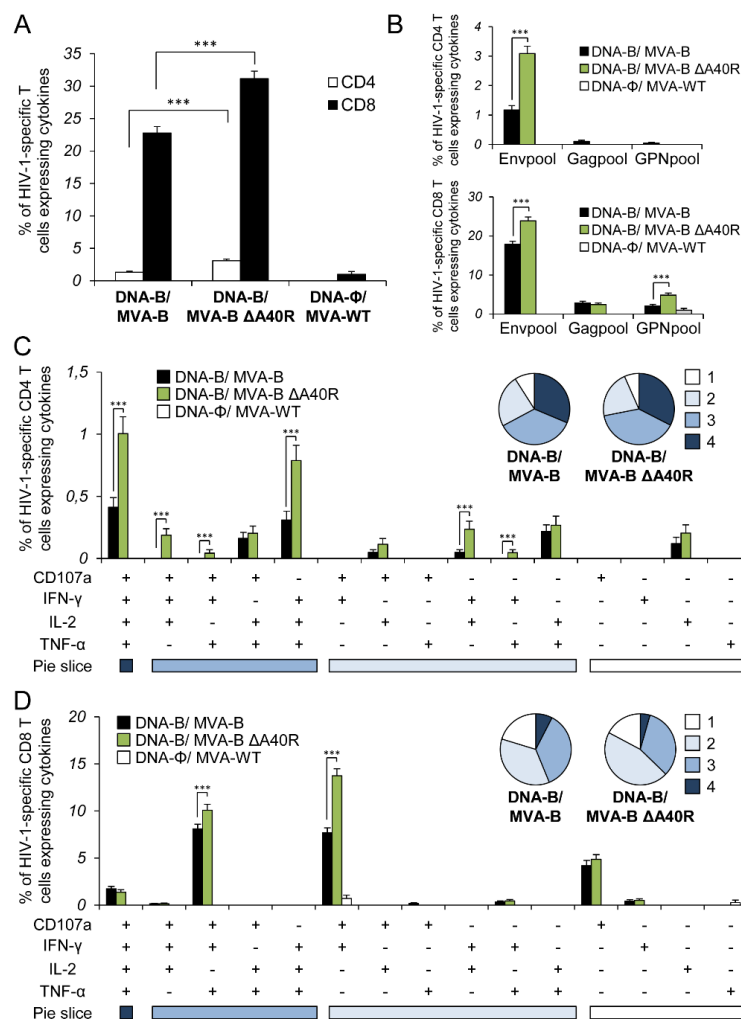 A
% of HIV-1-specific T
cells expressing cytokines
35
30
25
20
15
10
5
0
***
***
CD4
CD8
DNA-B/
MVA-B
DNA-B/
MVA-B ΔA40R
DNA-Φ/
MVA-WT
B
% of HIV-1-specific CD4 T
cells expressing cytokines
4
3
2
1
0
***
DNA-B/ MVA-B
DNA-B/ MVA-B ΔA40R
DNA-Φ/ MVA-WT
Envpool Gagpool GPNpool
% of HIV-1-specific CD8 T
cells expressing cytokines
40
30
20
10
0
***
***
DNA-B/ MVA-B
DNA-B/ MVA-B ΔA40R
DNA-Φ/ MVA-WT
Envpool Gagpool GPNpool
C
% of HIV-1-specific CD4 T
cells expressing cytokines
1,5
1
0,5
0
DNA-B/ MVA-B
DNA-B/ MVA-B ΔA40R
DNA-Φ/ MVA-WT
*** *** *** *** *** ***
DNA-B/
MVA-B
DNA-B/
MVA-B ΔA40R
1
2
3
4
CD107a + + + + - + + + - - - + - - -
IFN-γ + + + - + + - - + + - - + - -
IL-2 + + - + + - + - + - + - - + -
TNF-α + - + + + - - + - + + - - - +
Pie slice
D
% of HIV-1-specific CD8 T
cells expressing cytokines
20
15
10
5
0
DNA-B/ MVA-B
DNA-B/ MVA-B ΔA40R
DNA-Φ/ MVA-WT
*** ***
DNA-B/
MVA-B
DNA-B/
MVA-B ΔA40R
1
2
3
4
CD107a + + + + - + + + - - - + - - -
IFN-γ + + + - + + - - + + - - + - -
IL-2 + + - + + - + - + - + - - + -
TNF-α + - + + + - - + - + + - - - +
Pie slice